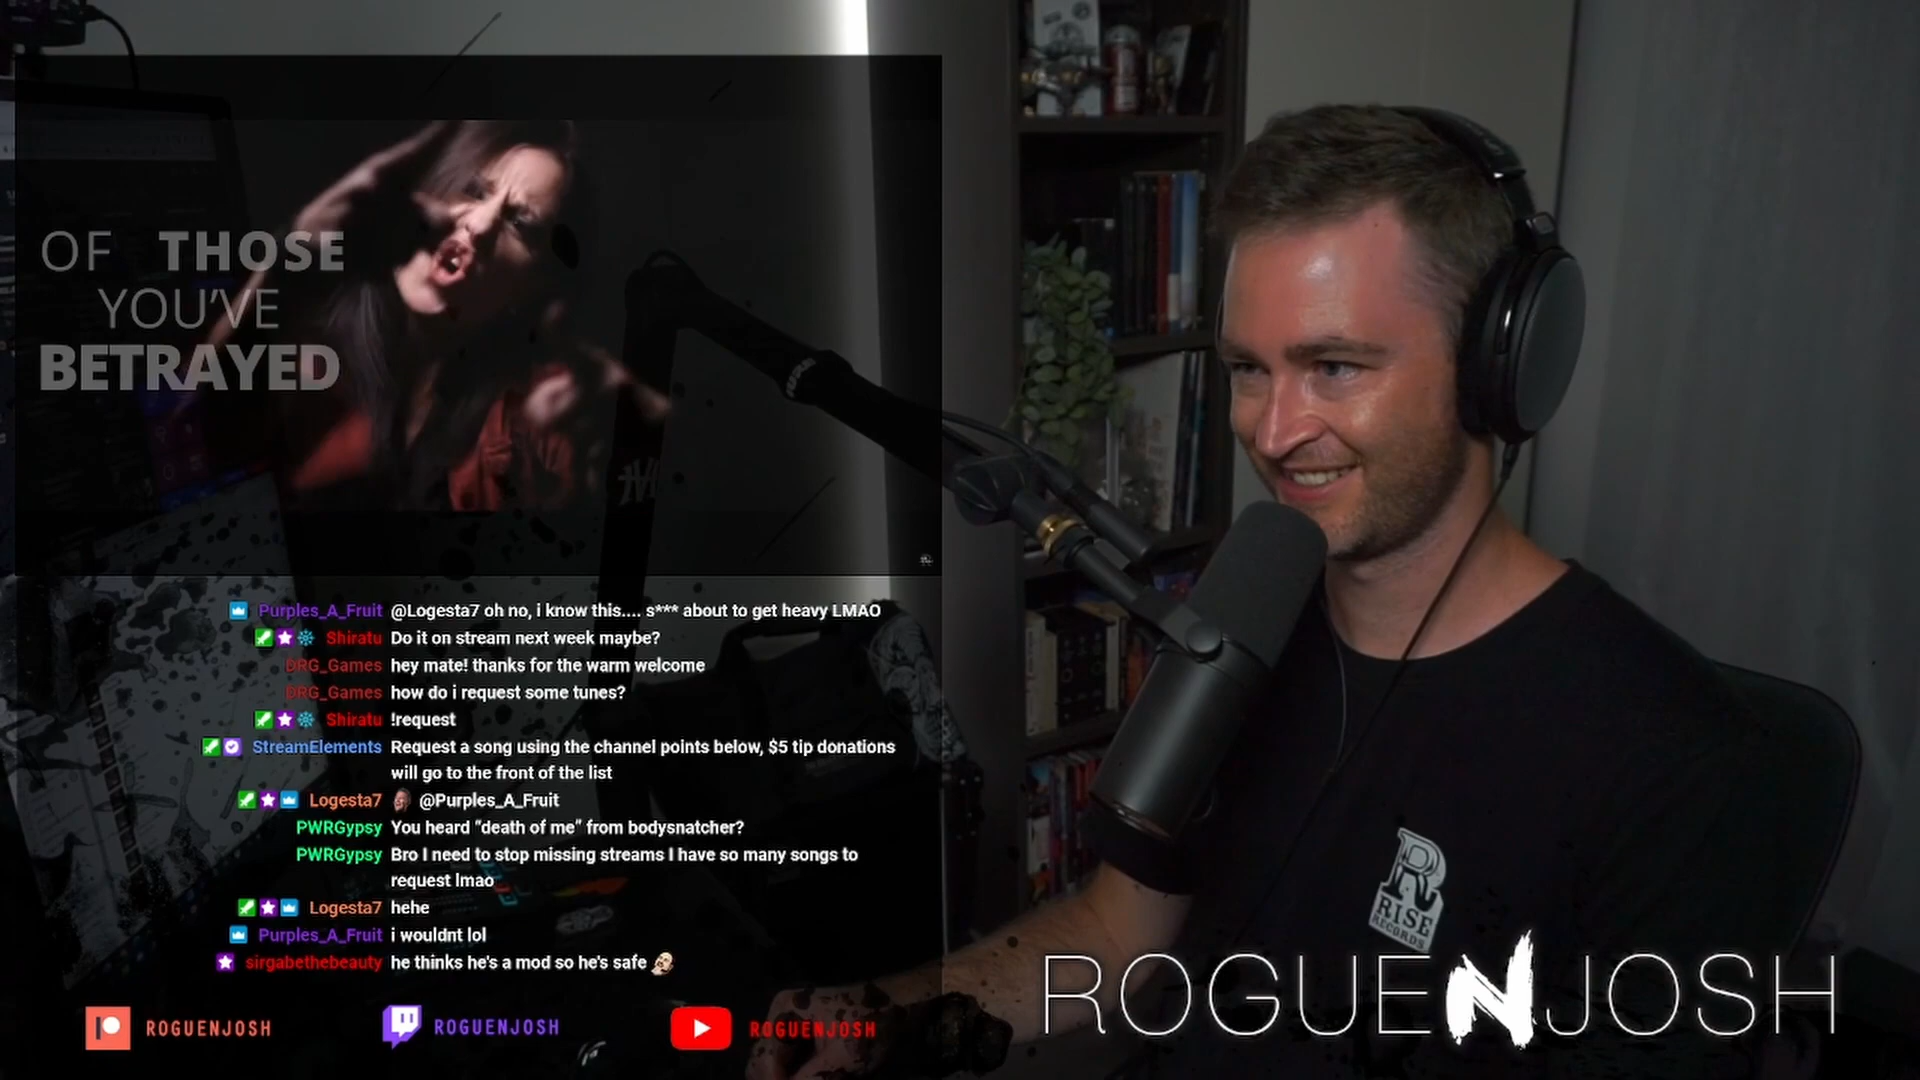 OF THOSE
YOU'VE
BETRAYED
Purples_A_Fruit @Logesta7 oh no, i know this.... s*** about to get heavy LMAO
Shiratu Do it on stream next week maybe?
DRG_Games hey mate! thanks for the warm welcome
DRG_Games how do i request some tunes?
Shiratu !request
StreamElements Request a song using the channel points below, $5 tip donations
will go to the front of the list
Logesta7 @Purples_A_Fruit
PWRGypsy You heard “death of me” from bodysnatcher?
PWRGypsy Bro I need to stop missing streams I have so many songs to
request lmao
Logesta7 hehe
Purples_A_Fruit i wouldnt lol
sirgabethebeauty he thinks he's a mod so he's safe
R
RISE
RECORDS
ROGUENJOSH
ROGUENJOSH
ROGUENJOSH
ROGUENJOSH